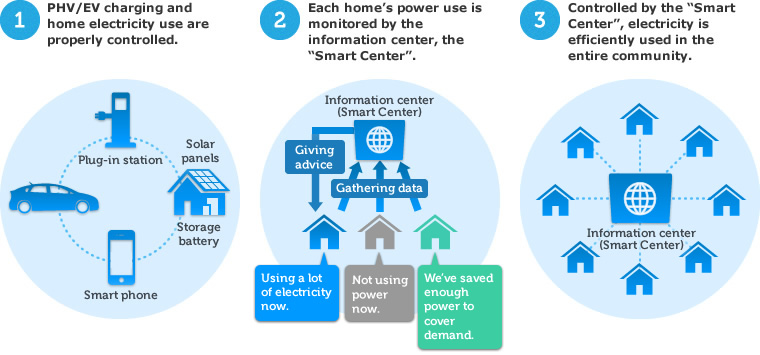 1
PHV/EV charging and
home electricity use are
properly controlled.
Plug-in station
Solar
panels
Storage
battery
Smart phone
2
Each home's power use is
monitored by the
information center, the
“Smart Center”.
Information center
(Smart Center)
Giving
advice
Gathering data
Using a lot
of electricity
now.
Not using
power
now.
We've saved
enough
power to
cover
demand.
3
Controlled by the “Smart
Center”, electricity is
efficiently used in the
entire community.
Information center
(Smart Center)